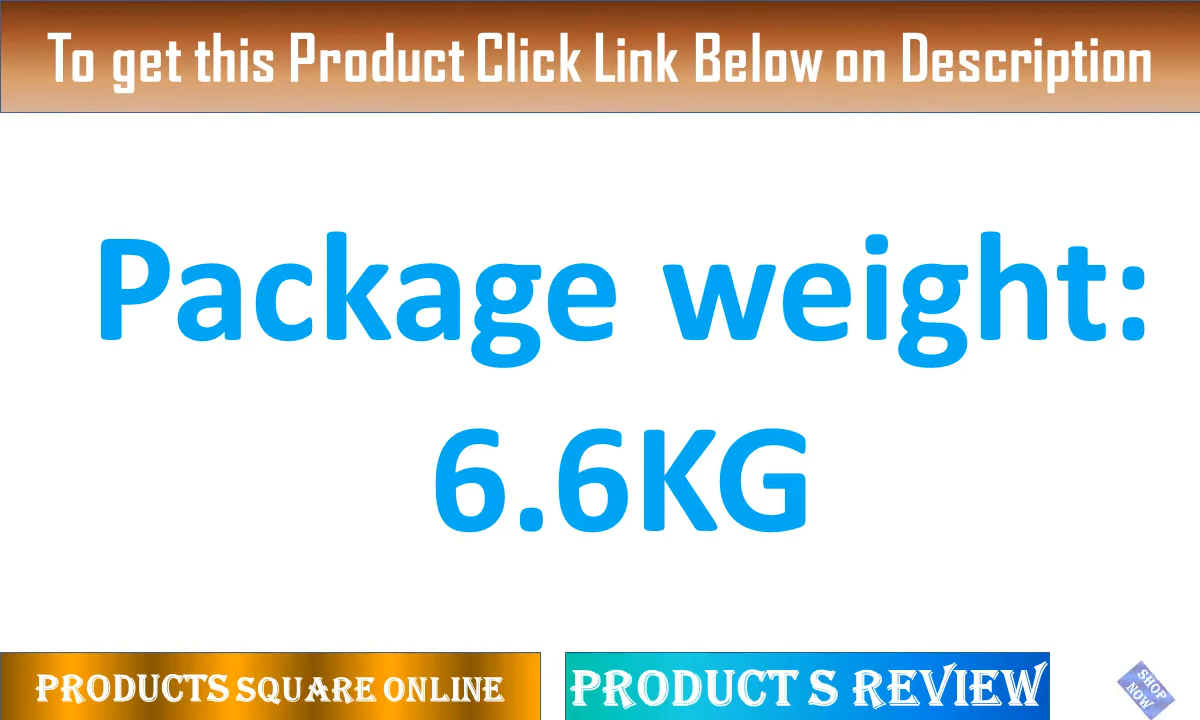 To get this Product Click Link Below on Description
Package weight:
6.6KG
PRODUCTS SQUARE ONLINE
PRODUCT S REVIEW
SHOP
NOW